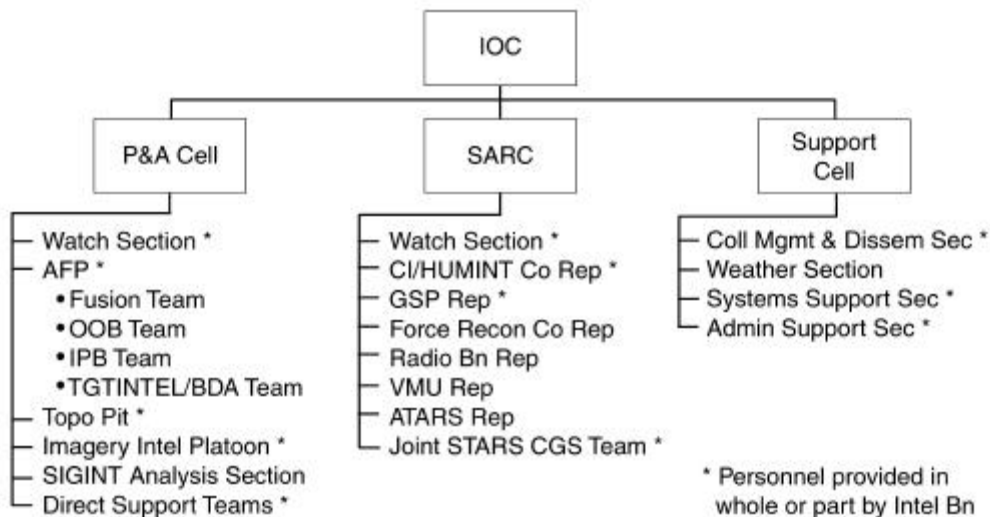 IOC
P&A Cell
SARC
Support
Cell
Watch Section *
AFP *
• Fusion Team
• OOB Team
• IPB Team
• TGTINTEL/BDA Team
Topo Pit *
Imagery Intel Platoon *
SIGINT Analysis Section
Direct Support Teams *
Watch Section *
CI/HUMINT Co Rep *
GSP Rep *
Force Recon Co Rep
Radio Bn Rep
VMU Rep
ATARS Rep
Joint STARS CGS Team *
Coll Mgmt & Dissem Sec *
Weather Section
Systems Support Sec *
Admin Support Sec *
* Personnel provided in
whole or part by Intel Bn